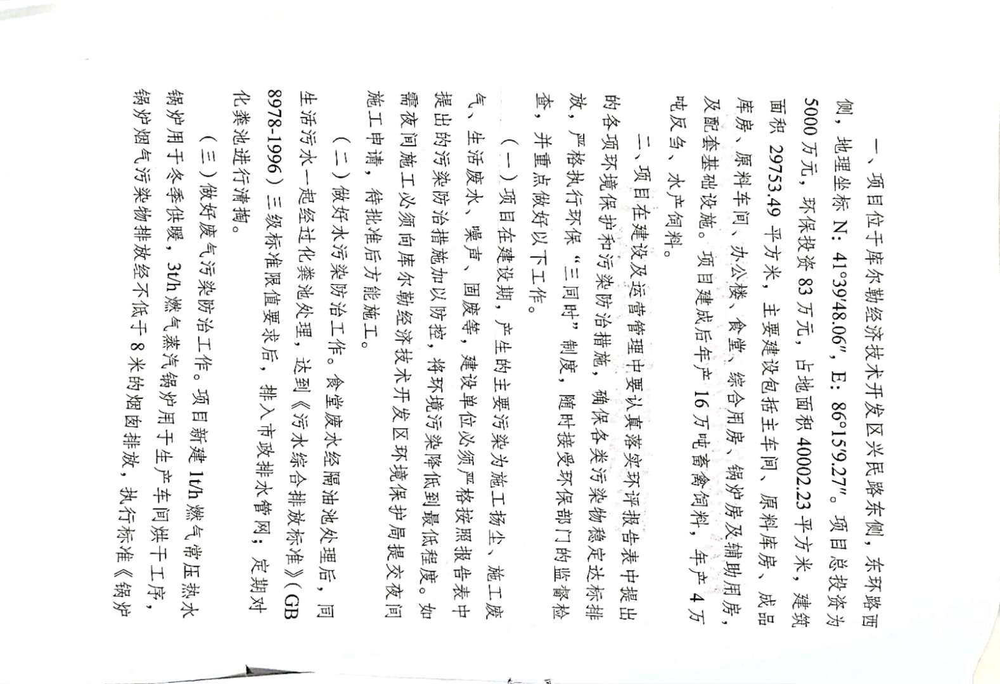 一、项目位于库尔勒经济技术开发区兴民路东侧，东环路西
侧，地理坐标 N：41°39′48.06″，E：86°15′9.27″。项目总投资为
5000 万元，环保投资 83 万元，占地面积 40002.23 平方米，建筑
面积 29753.49 平方米，主要建设包括主车间、原料库房、成品
库房、原料车间、办公楼、食堂、综合用房、锅炉房及辅助用房，
及配套基础设施。项目建成后年产 16 万吨畜禽饲料，年产 4 万
吨反刍、水产饲料。
二、项目在建设及运营管理中要认真落实环评报告表中提出
的各项环境保护和污染防治措施，确保各类污染物稳定达标排
放，严格执行环保“三同时”制度，随时接受环保部门的监督检
查，并重点做好以下工作。
（一）项目在建设期，产生的主要污染为施工扬尘、施工废
气、生活废水、噪声、固废等，建设单位必须严格按照报告表中
提出的污染防治措施加以防控，将环境污染降低到最低程度。如
需夜间施工必须向库尔勒经济技术开发区环境保护局提交夜间
施工申请，待批准后方能施工。
（二）做好水污染防治工作。食堂废水经隔油池处理后，同
生活污水一起经过化粪池处理，达到《污水综合排放标准》（GB
8978-1996）三级标准限值要求后，排入市政排水管网；定期对
化粪池进行清掏。
（三）做好废气污染防治工作。项目新建 1t/h 燃气常压热水
锅炉用于冬季供暖，3t/h 燃气蒸汽锅炉用于生产车间烘干工序，
锅炉烟气污染物排放经不低于 8 米的烟囱排放，执行标准《锅炉